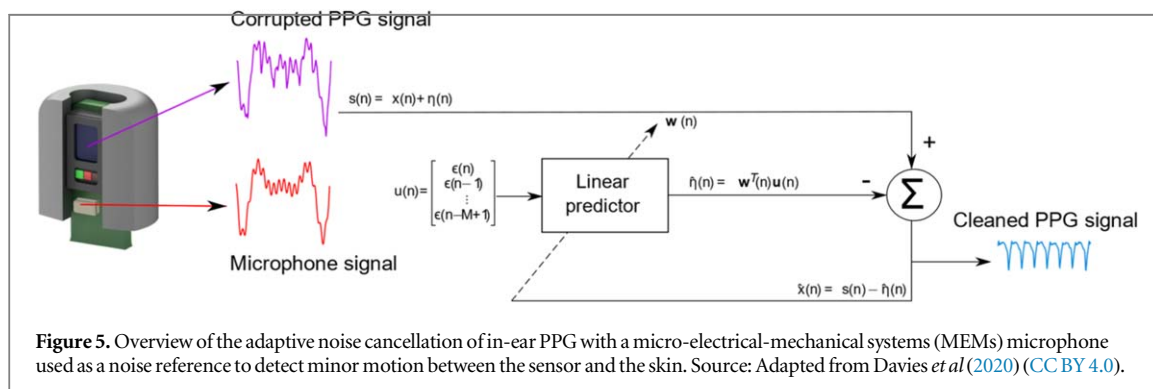 Corrupted PPG signal
s(n) = x(n)+ η(n)
w (n)
+
u(n)=
ϵ(n)
ϵ(n-1)
⋮
ϵ(n-M+1)
Linear
predictor
η̂(n) = wᵀ(n)u(n)
-
Σ
Cleaned PPG signal
Microphone signal
x̂(n) = s(n) – η̂(n)
Figure 5. Overview of the adaptive noise cancellation of in-ear PPG with a micro-electrical-mechanical systems (MEMs) microphone
used as a noise reference to detect minor motion between the sensor and the skin. Source: Adapted from Davies et al (2020) (CC BY 4.0).